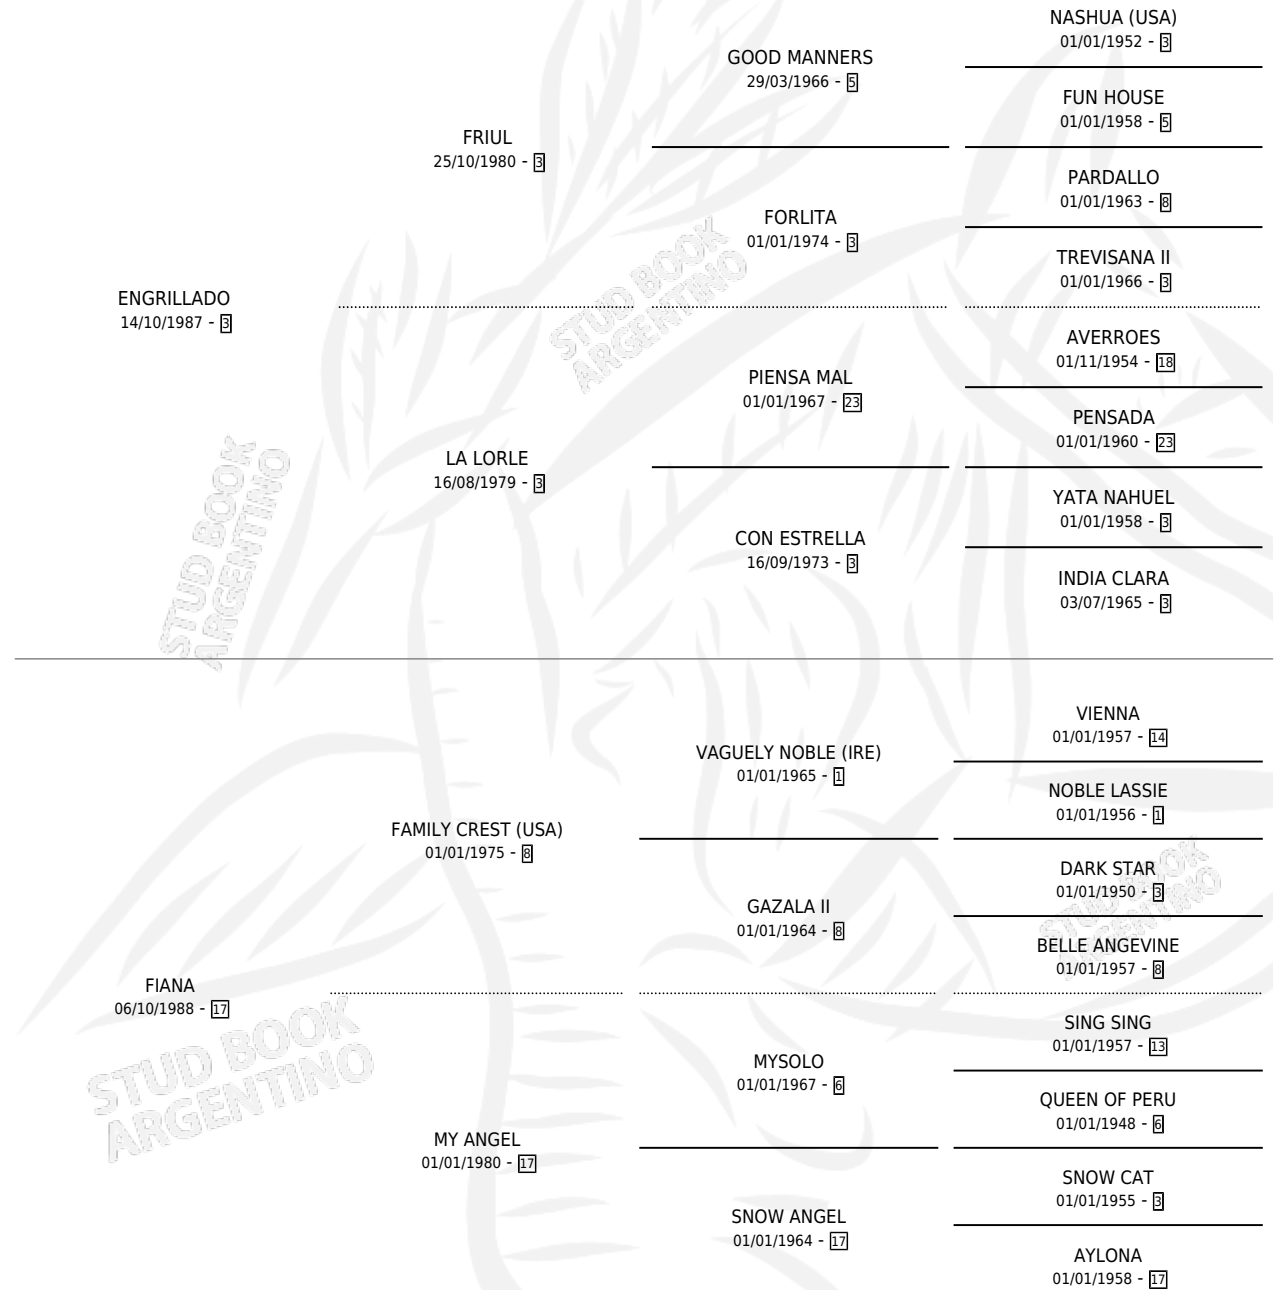 NASHUA (USA)
01/01/1952 - 3
GOOD MANNERS
29/03/1966 - 5
FUN HOUSE
01/01/1958 - 5
FRIUL
25/10/1980 - 3
PARDALLO
01/01/1963 - 8
FORLITA
01/01/1974 - 3
TREVISANA II
01/01/1966 - 3
ENGRILLADO
14/10/1987 - 3
AVERROES
01/11/1954 - 18
PIENSA MAL
01/01/1967 - 23
PENSADA
01/01/1960 - 23
LA LORLE
16/08/1979 - 3
YATA NAHUEL
01/01/1958 - 3
CON ESTRELLA
16/09/1973 - 3
INDIA CLARA
03/07/1965 - 3
STUD BOOK
ARGENTINO
STUD BOOK
ARGENTINO
VIENNA
01/01/1957 - 14
VAGUELY NOBLE (IRE)
01/01/1965 - 1
NOBLE LASSIE
01/01/1956 - 1
FAMILY CREST (USA)
01/01/1975 - 8
DARK STAR
01/01/1950 - 3
GAZALA II
01/01/1964 - 8
BELLE ANGEVINE
01/01/1957 - 8
FIANA
06/10/1988 - 17
SING SING
01/01/1957 - 13
MYSOLO
01/01/1967 - 6
QUEEN OF PERU
01/01/1948 - 6
MY ANGEL
01/01/1980 - 17
SNOW CAT
01/01/1955 - 3
SNOW ANGEL
01/01/1964 - 17
AYLONA
01/01/1958 - 17
STUD BOOK
ARGENTINO
STUD BOOK
ARGENTINO